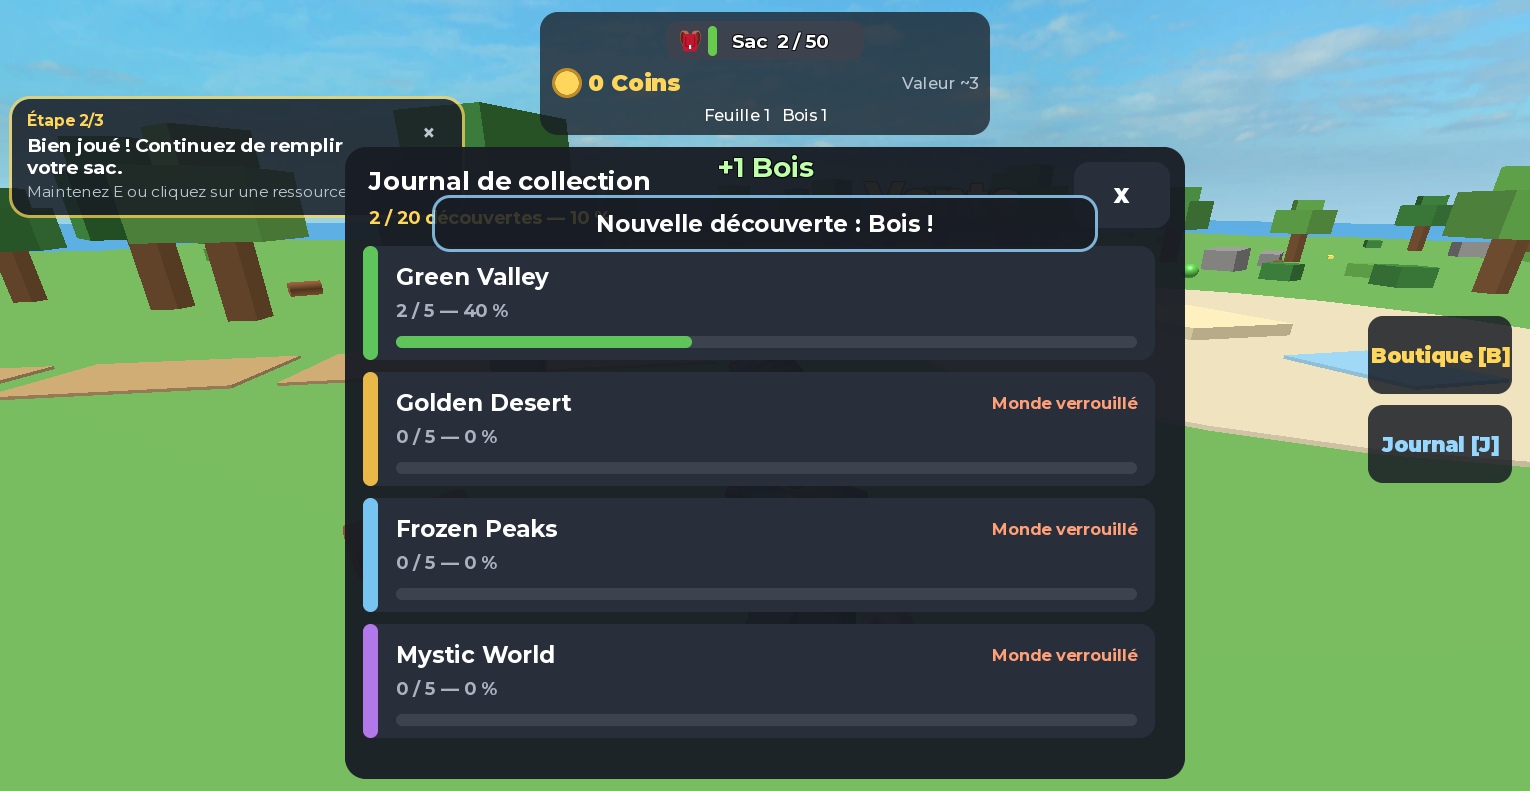 Sac 2 / 50
0 Coins
Valeur ~3
Feuille 1 Bois 1
Étape 2/3
×
Bien joué ! Continuez de remplir
votre sac.
Maintenez E ou cliquez sur une ressource
+1 Bois
Journal de collection
x
2 / 20 découvertes — 10 %
Nouvelle découverte : Bois !
Green Valley
2 / 5 — 40 %
Golden Desert
Monde verrouillé
0 / 5 — 0 %
Frozen Peaks
Monde verrouillé
0 / 5 — 0 %
Mystic World
Monde verrouillé
0 / 5 — 0 %
Boutique [B]
Journal [J]